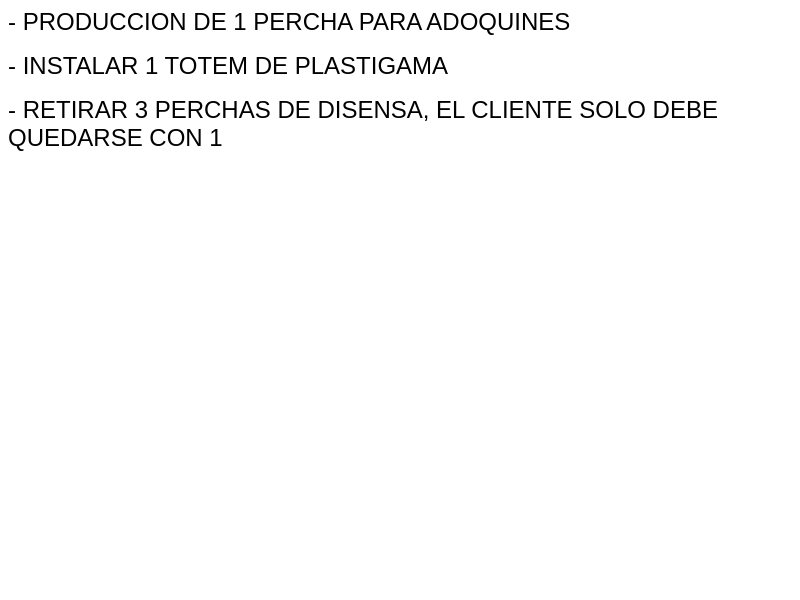 - PRODUCCION DE 1 PERCHA PARA ADOQUINES
- INSTALAR 1 TOTEM DE PLASTIGAMA
- RETIRAR 3 PERCHAS DE DISENSA, EL CLIENTE SOLO DEBE
QUEDARSE CON 1